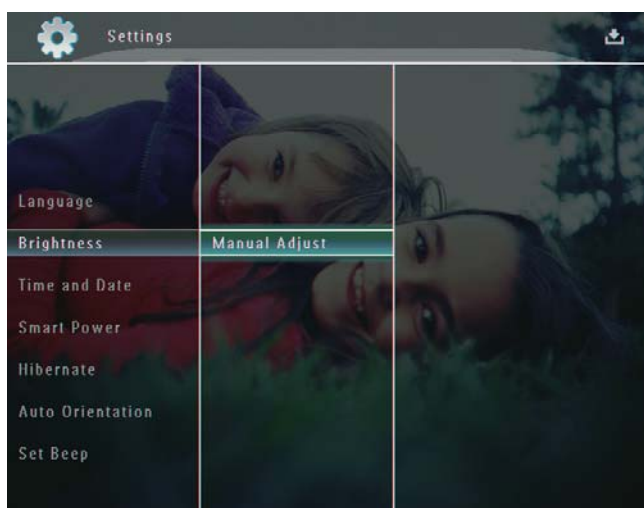 Settings
Language
Brightness
Manual Adjust
Time and Date
Smart Power
Hibernate
Auto Orientation
Set Beep